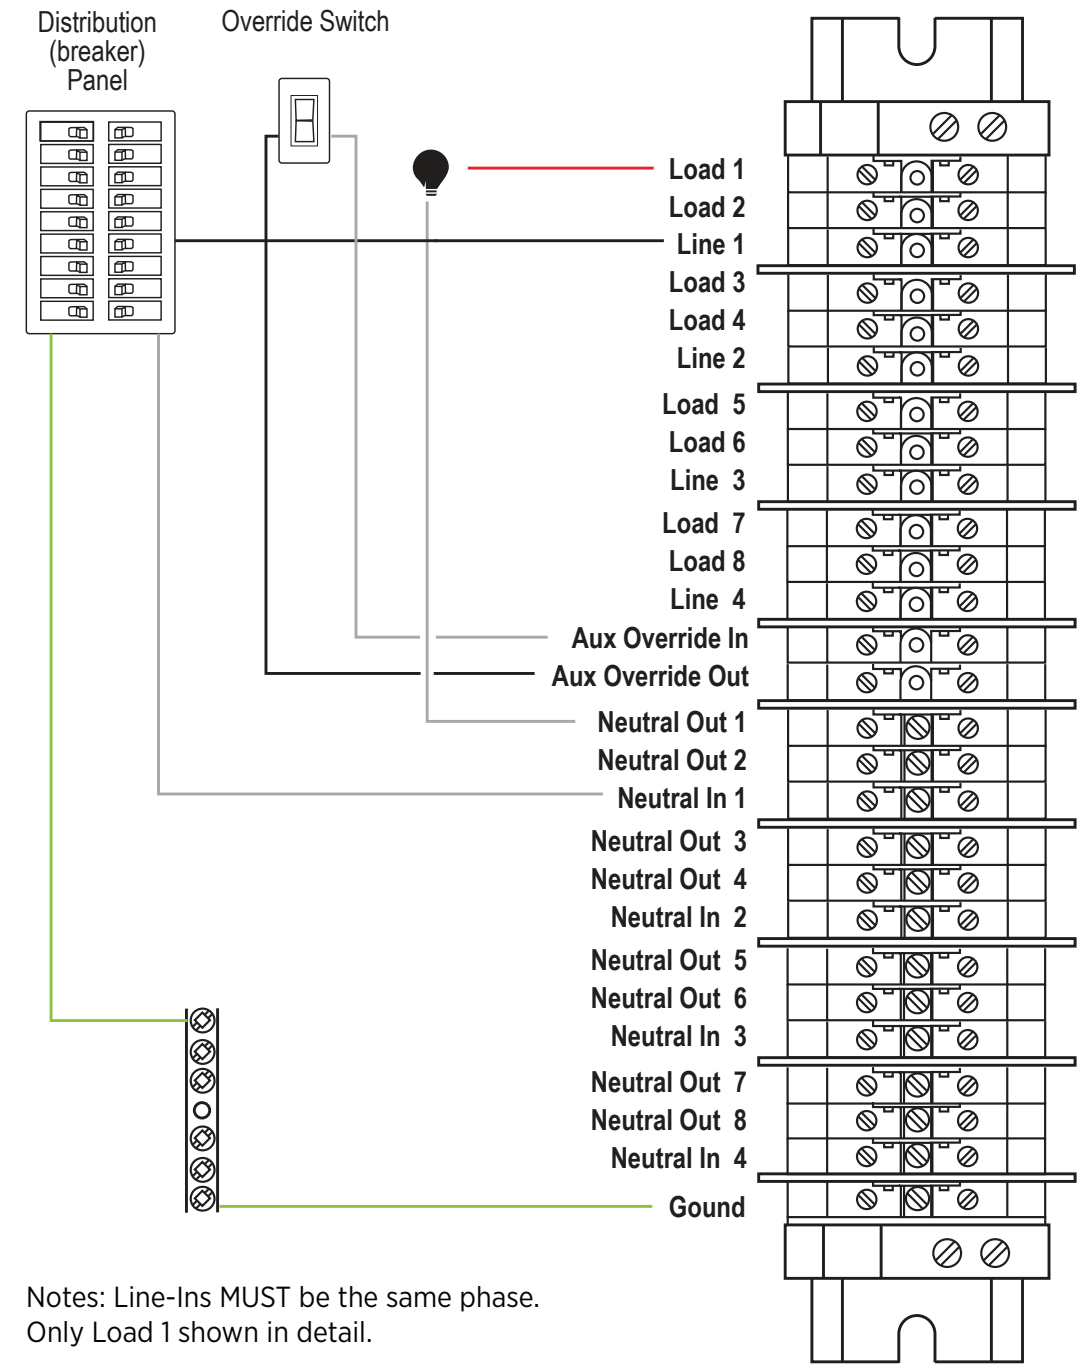 Distribution
(breaker)
Panel
Override Switch
Load 1
Load 2
Line 1
Load 3
Load 4
Line 2
Load 5
Load 6
Line 3
Load 7
Load 8
Line 4
Aux Override In
Aux Override Out
Neutral Out 1
Neutral Out 2
Neutral In 1
Neutral Out 3
Neutral Out 4
Neutral In 2
Neutral Out 5
Neutral Out 6
Neutral In 3
Neutral Out 7
Neutral Out 8
Neutral In 4
Gound
Notes: Line-Ins MUST be the same phase.
Only Load 1 shown in detail.